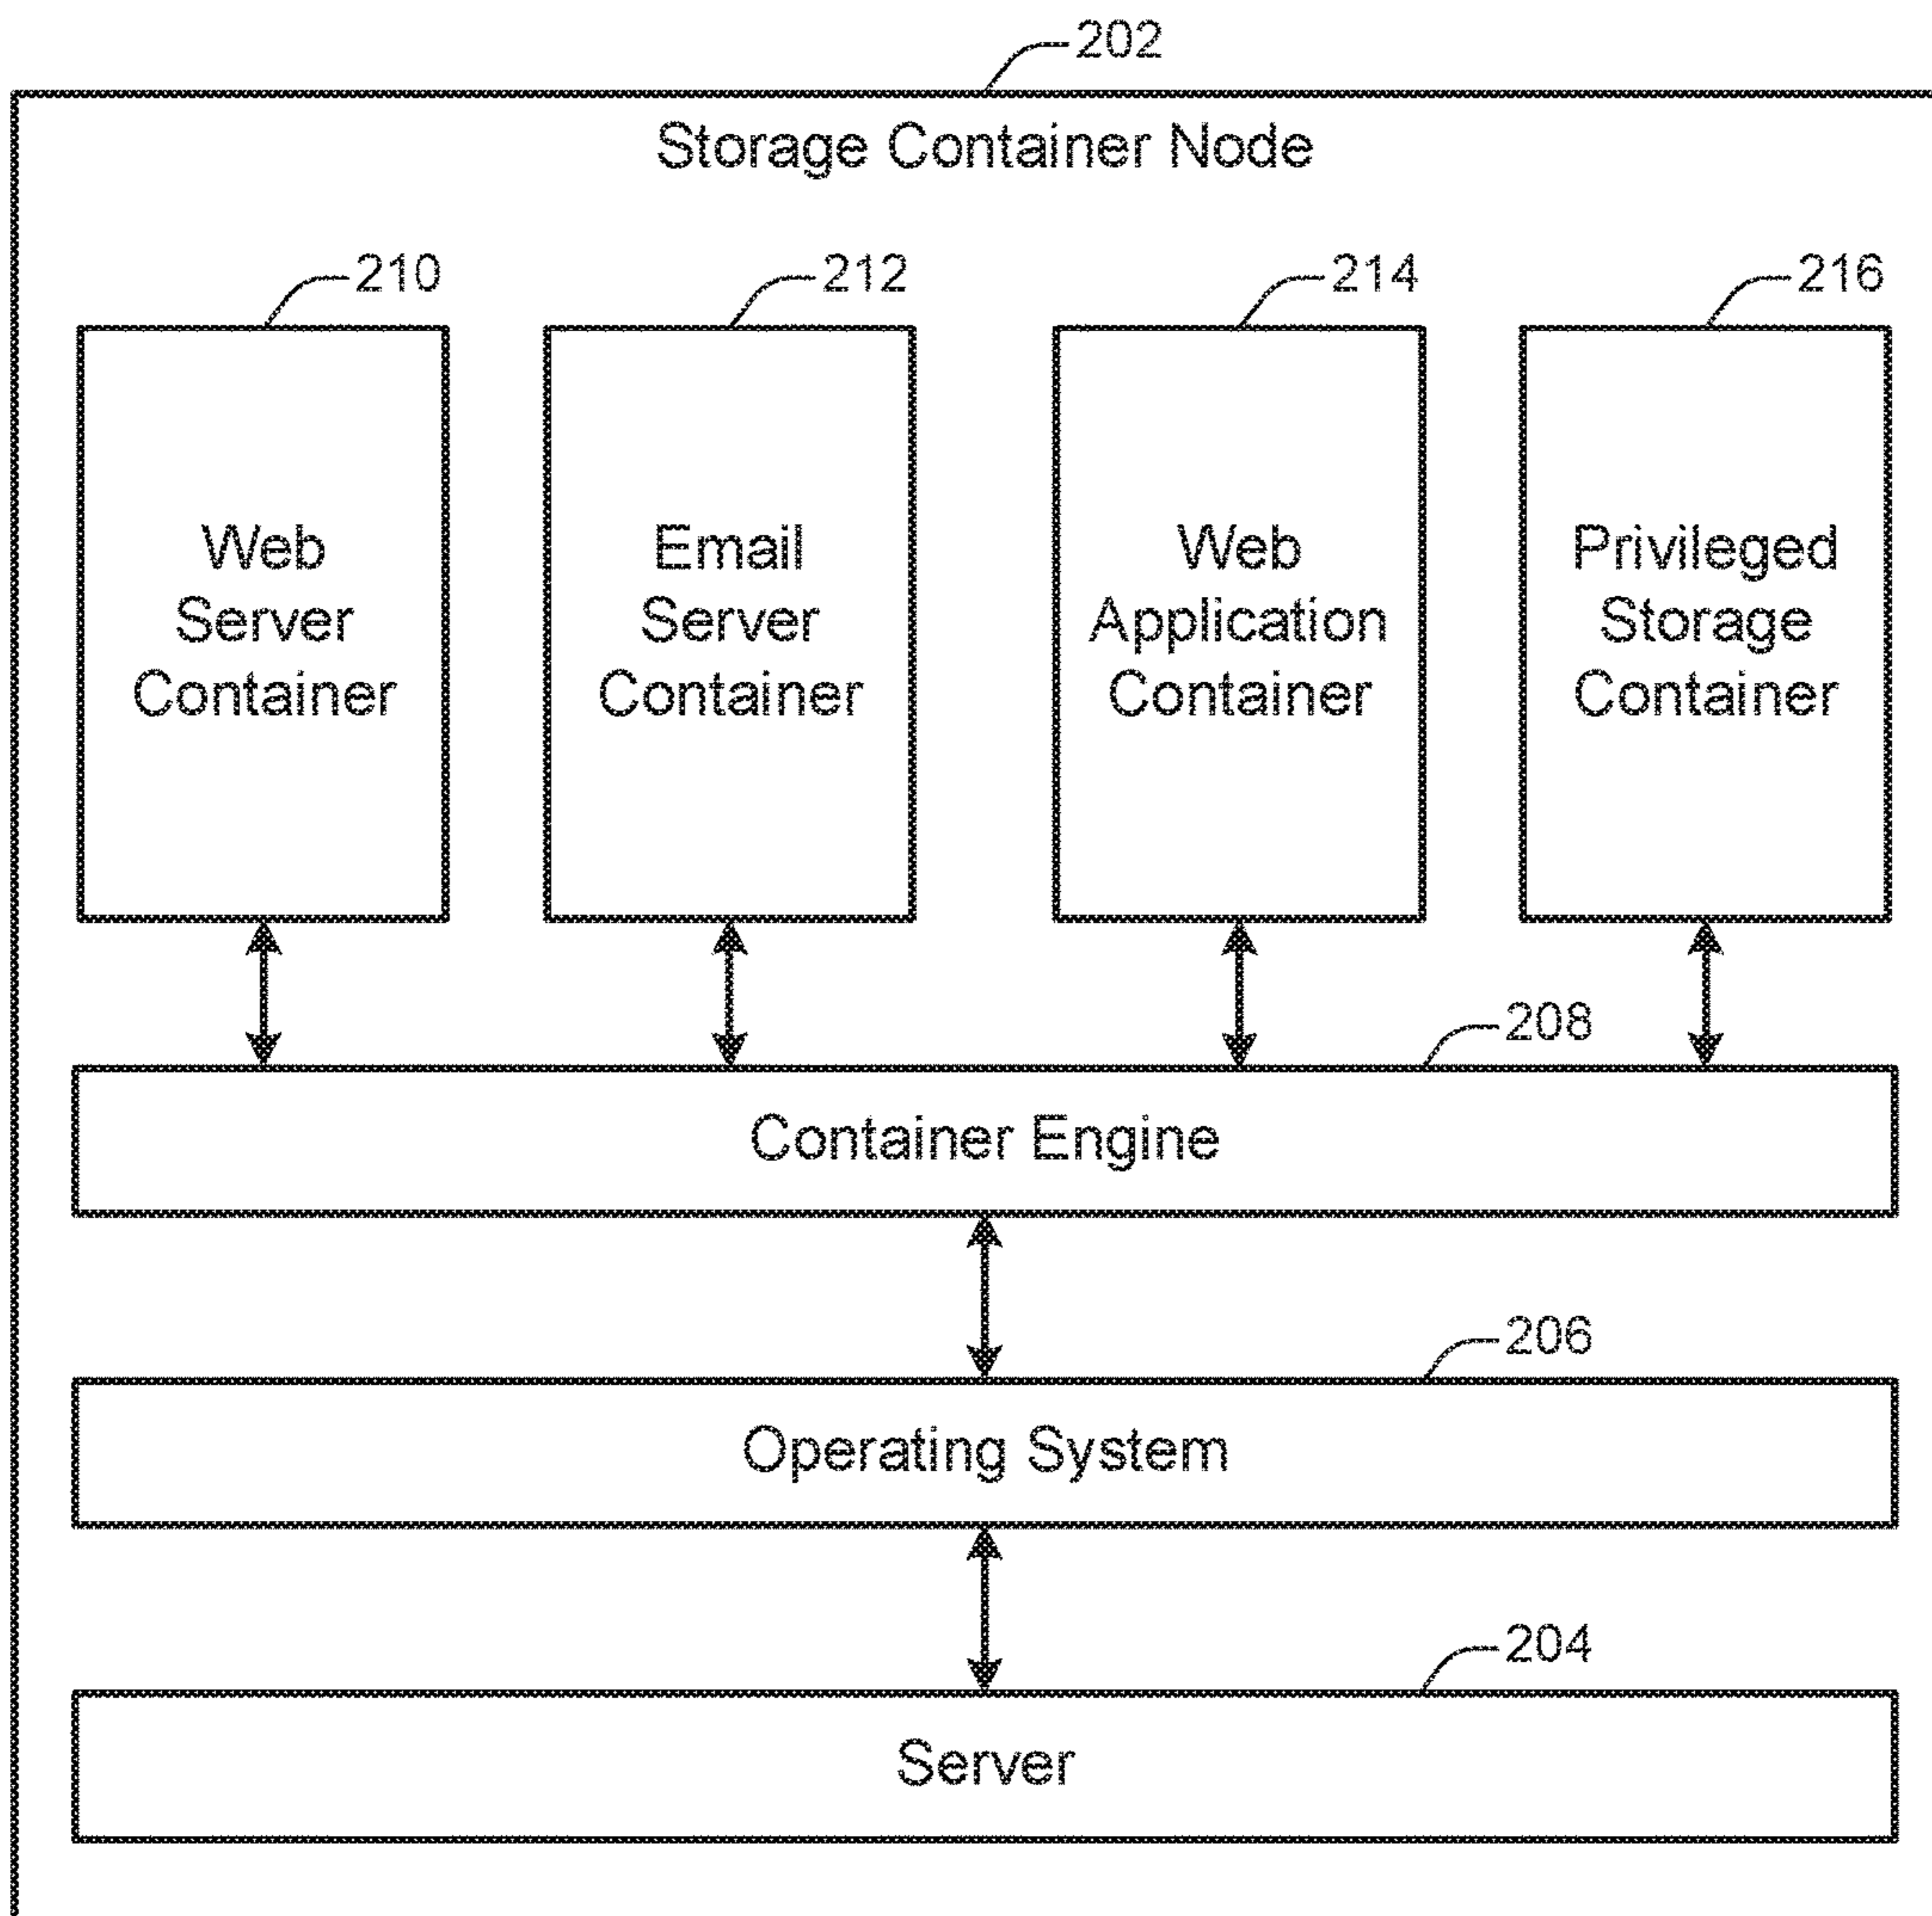 202
Storage Container Node
210
212
214
216
Web
Server
Container
Email
Server
Container
Web
Application
Container
Privileged
Storage
Container
208
Container Engine
206
Operating System
204
Server